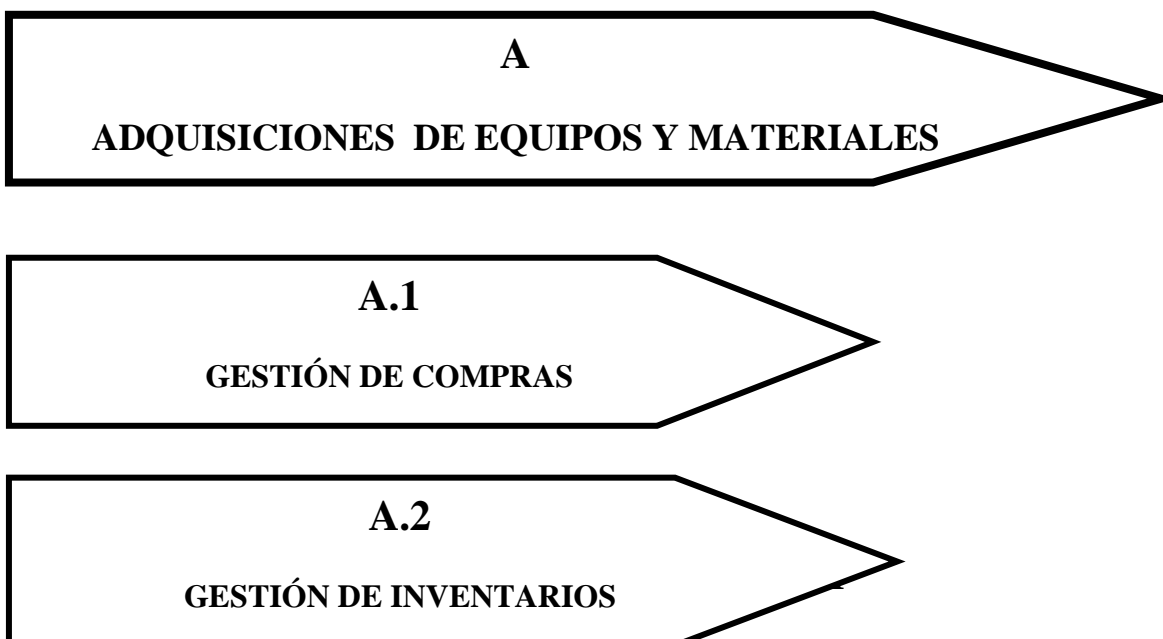 A
ADQUISICIONES DE EQUIPOS Y MATERIALES
A.1
GESTIÓN DE COMPRAS
A.2
GESTIÓN DE INVENTARIOS